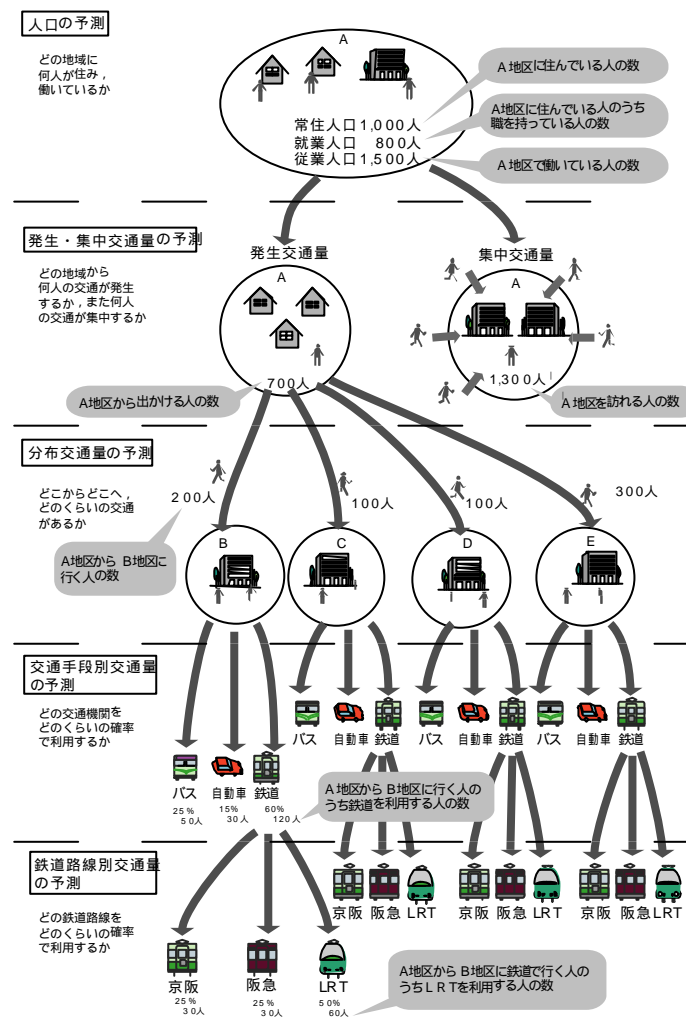 人口の予測
どの地域に
何人が住み,
働いているか
A
常住人口 1,000人
就業人口 800人
従業人口 1,500人
A地区に住んでいる人の数
A地区に住んでいる人のうち
職を持っている人の数
A地区で働いている人の数
発生・集中交通量の予測
どの地域から
何人の交通が発生
するか,また何人
の交通が集中するか
発生交通量
A
700人
A地区から出かける人の数
集中交通量
A
1,300人
A地区を訪れる人の数
分布交通量の予測
どこからどこへ,
どのくらいの交通
があるか
200人
100人
100人
300人
A地区から B地区に
行く人の数
B
C
D
E
交通手段別交通量
の予測
どの交通機関を
どのくらいの確率
で利用するか
バス 自動車 鉄道
バス 自動車 鉄道
バス 自動車 鉄道
バス 自動車 鉄道
25% 15% 60%
50人 30人 120人
A地区から B地区に行く人の
うち鉄道を利用する人の数
鉄道路線別交通量
の予測
どの鉄道路線を
どのくらいの確率
で利用するか
京阪 阪急 LRT
京阪 阪急 LRT
京阪 阪急 LRT
京阪 阪急 LRT
25% 25% 50%
30人 30人 60人
A地区から B地区に鉄道で行く人の
うちLRTを利用する人の数